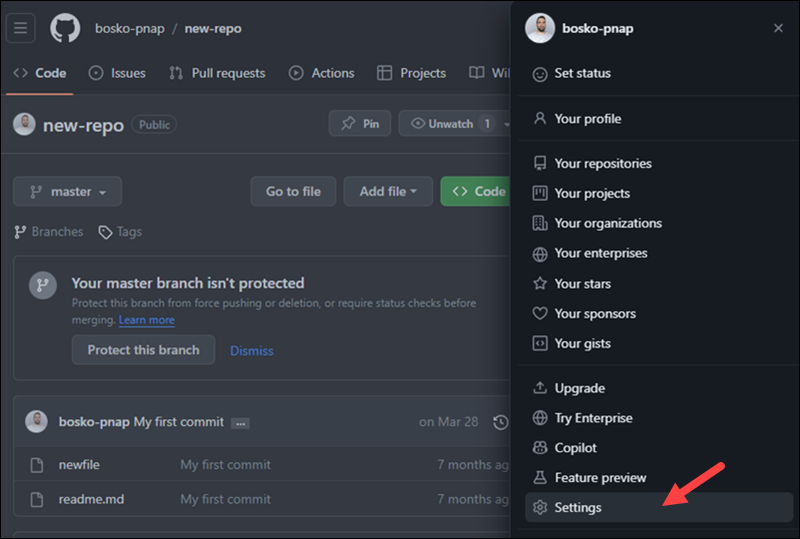 bosko-pnap / new-repo
Code Issues Pull requests Actions Projects
new-repo Public Pin Unwatch 1
master Go to file Add file Code
Branches Tags
Your master branch isn't protected
Protect this branch from force pushing or deletion, or require status checks before
merging. Learn more
Protect this branch Dismiss
bosko-pnap My first commit ... on Mar 28
newfile My first commit 7 months ag
readme.md My first commit 7 months ag
bosko-pnap
Set status
Your profile
Your repositories
Your projects
Your organizations
Your enterprises
Your stars
Your sponsors
Your gists
Upgrade
Try Enterprise
Copilot
Feature preview
Settings